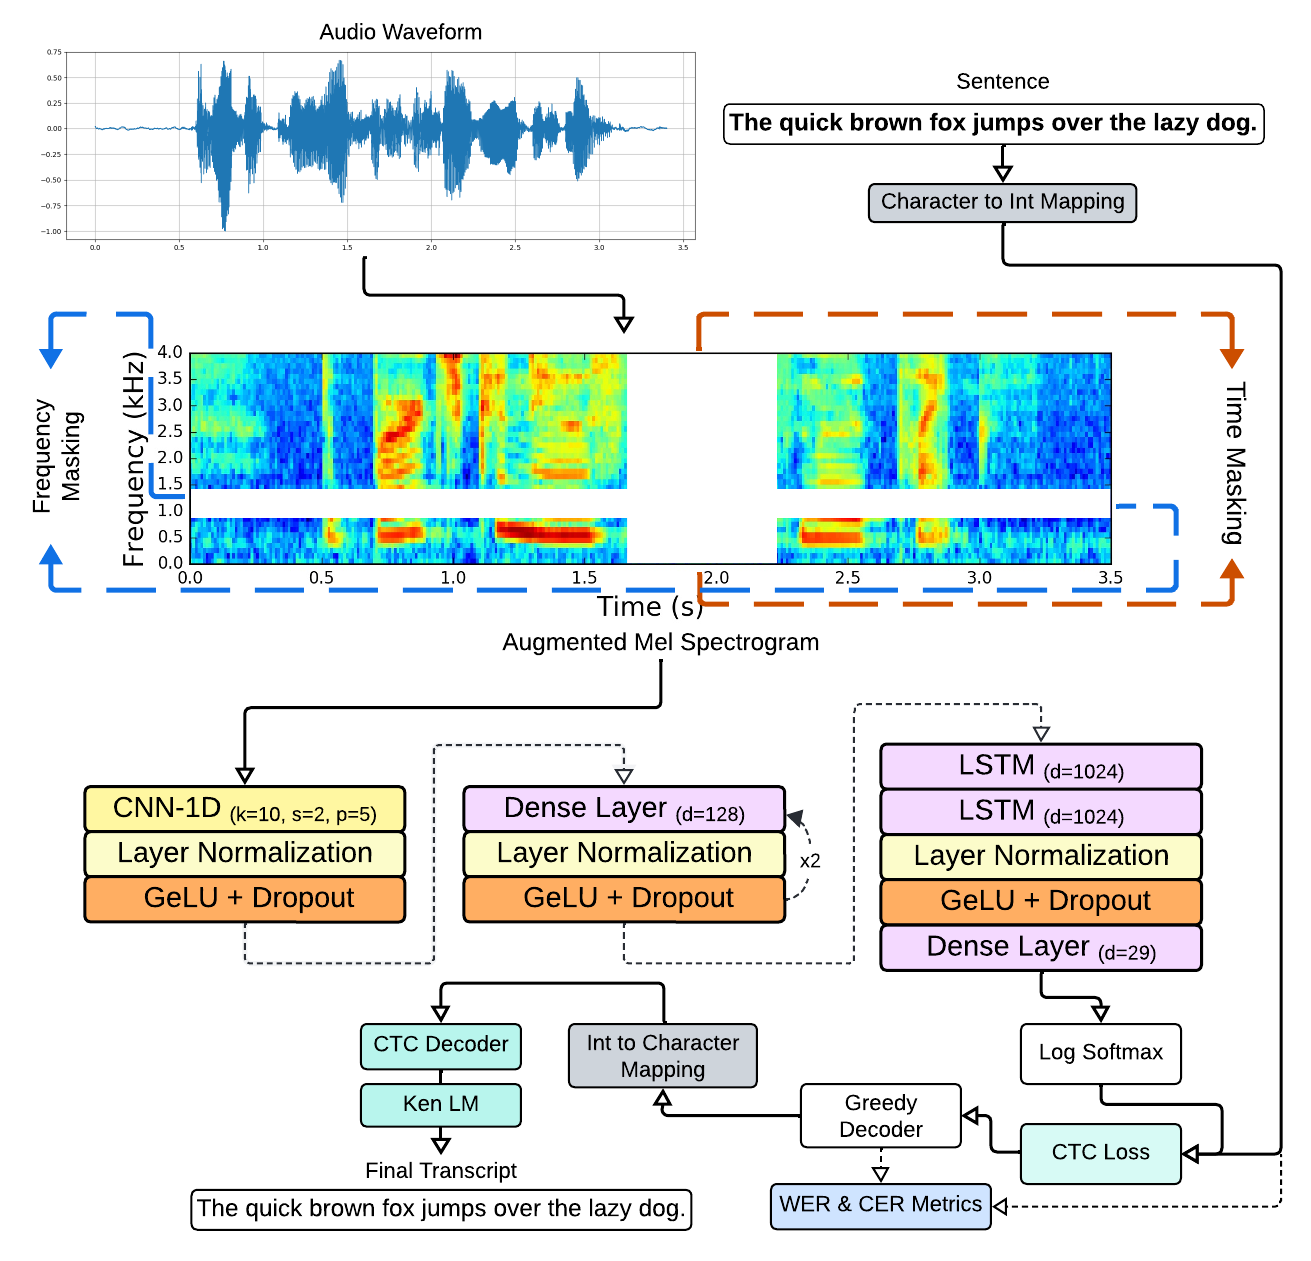 Audio Waveform
0.75
0.50
0.25
0.00
−0.25
−0.50
−0.75
−1.00
0.0 0.5 1.0 1.5 2.0 2.5 3.0 3.5
Sentence
The quick brown fox jumps over the lazy dog.
Character to Int Mapping
Frequency
Masking
Frequency (kHz)
4.0
3.5
3.0
2.5
2.0
1.5
1.0
0.5
0.0
0.0 0.5 1.0 1.5 2.0 2.5 3.0 3.5
Time (s)
Time Masking
Augmented Mel Spectrogram
CNN-1D (k=10, s=2, p=5)
Layer Normalization
GeLU + Dropout
Dense Layer (d=128)
Layer Normalization
GeLU + Dropout
x2
LSTM (d=1024)
LSTM (d=1024)
Layer Normalization
GeLU + Dropout
Dense Layer (d=29)
Log Softmax
CTC Loss
Greedy
Decoder
WER & CER Metrics
Int to Character
Mapping
CTC Decoder
Ken LM
Final Transcript
The quick brown fox jumps over the lazy dog.